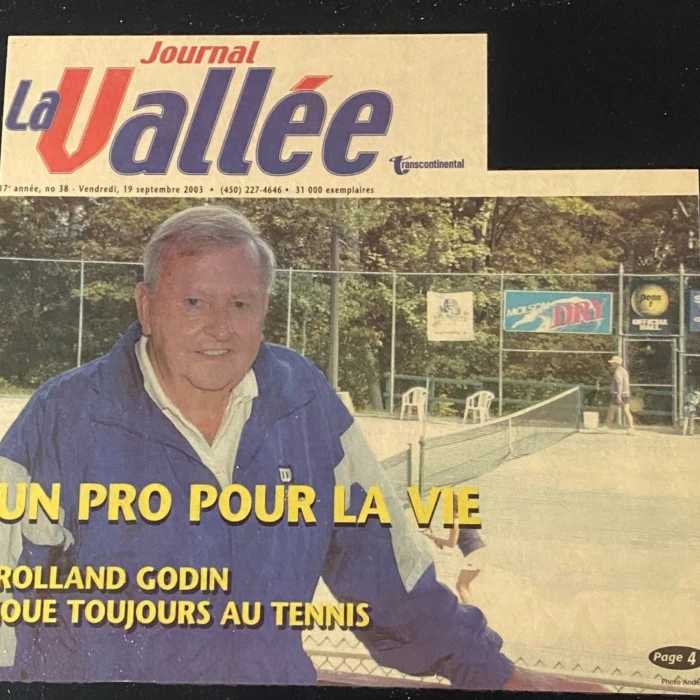 Journal
La Vallée
Transcontinental
17e année, no 38 - Vendredi, 19 septembre 2003 • (450) 227-4646 • 31 000 exemplaires
MOLSON DRY
penn
UN PRO POUR LA VIE
ROLLAND GODIN
JOUE TOUJOURS AU TENNIS
Page 4
Photo